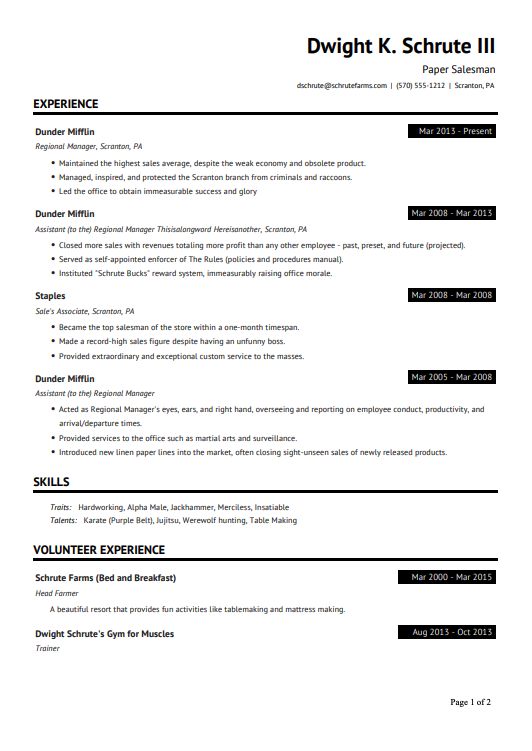 Dwight K. Schrute III
Paper Salesman
dschrute@schrutefarms.com | (570) 555-1212 | Scranton, PA
EXPERIENCE
Dunder Mifflin Mar 2013 - Present
Regional Manager, Scranton, PA
• Maintained the highest sales average, despite the weak economy and obsolete product.
• Managed, inspired, and protected the Scranton branch from criminals and raccoons.
• Led the office to obtain immeasurable success and glory
Dunder Mifflin Mar 2008 - Mar 2013
Assistant (to the) Regional Manager Thisisalongword Hereisanother, Scranton, PA
• Closed more sales with revenues totaling more profit than any other employee - past, preset, and future (projected).
• Served as self-appointed enforcer of The Rules (policies and procedures manual).
• Instituted "Schrute Bucks" reward system, immeasurably raising office morale.
Staples Mar 2008 - Mar 2008
Sale's Associate, Scranton, PA
• Became the top salesman of the store within a one-month timespan.
• Made a record-high sales figure despite having an unfunny boss.
• Provided extraordinary and exceptional custom service to the masses.
Dunder Mifflin Mar 2005 - Mar 2008
Assistant (to the) Regional Manager
• Acted as Regional Manager's eyes, ears, and right hand, overseeing and reporting on employee conduct, productivity, and
arrival/departure times.
• Provided services to the office such as martial arts and surveillance.
• Introduced new linen paper lines into the market, often closing sight-unseen sales of newly released products.
SKILLS
Traits: Hardworking, Alpha Male, Jackhammer, Merciless, Insatiable
Talents: Karate (Purple Belt), Jujitsu, Werewolf hunting, Table Making
VOLUNTEER EXPERIENCE
Schrute Farms (Bed and Breakfast) Mar 2000 - Mar 2015
Head Farmer
A beautiful resort that provides fun activities like tablemaking and mattress making.
Dwight Schrute's Gym for Muscles Aug 2013 - Oct 2013
Trainer
Page 1 of 2